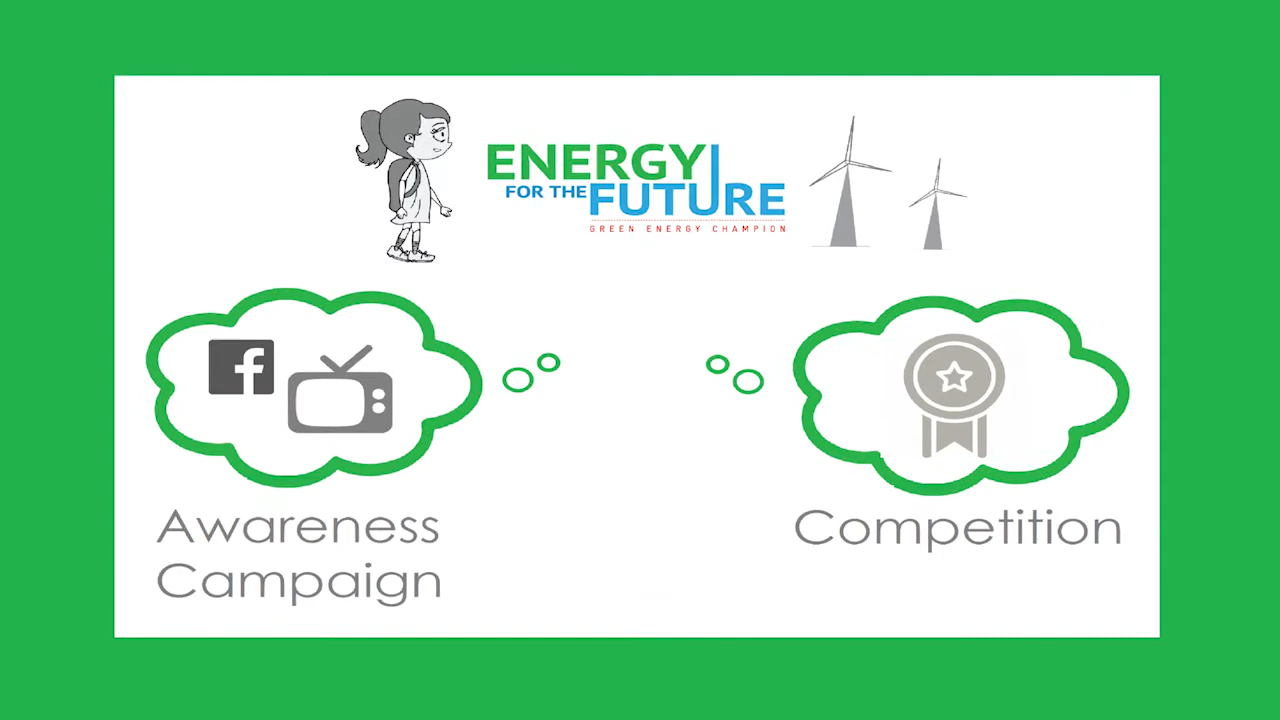 ENERGY
FOR THE FUTURE
GREEN ENERGY CHAMPION
f
Awareness
Campaign
Competition